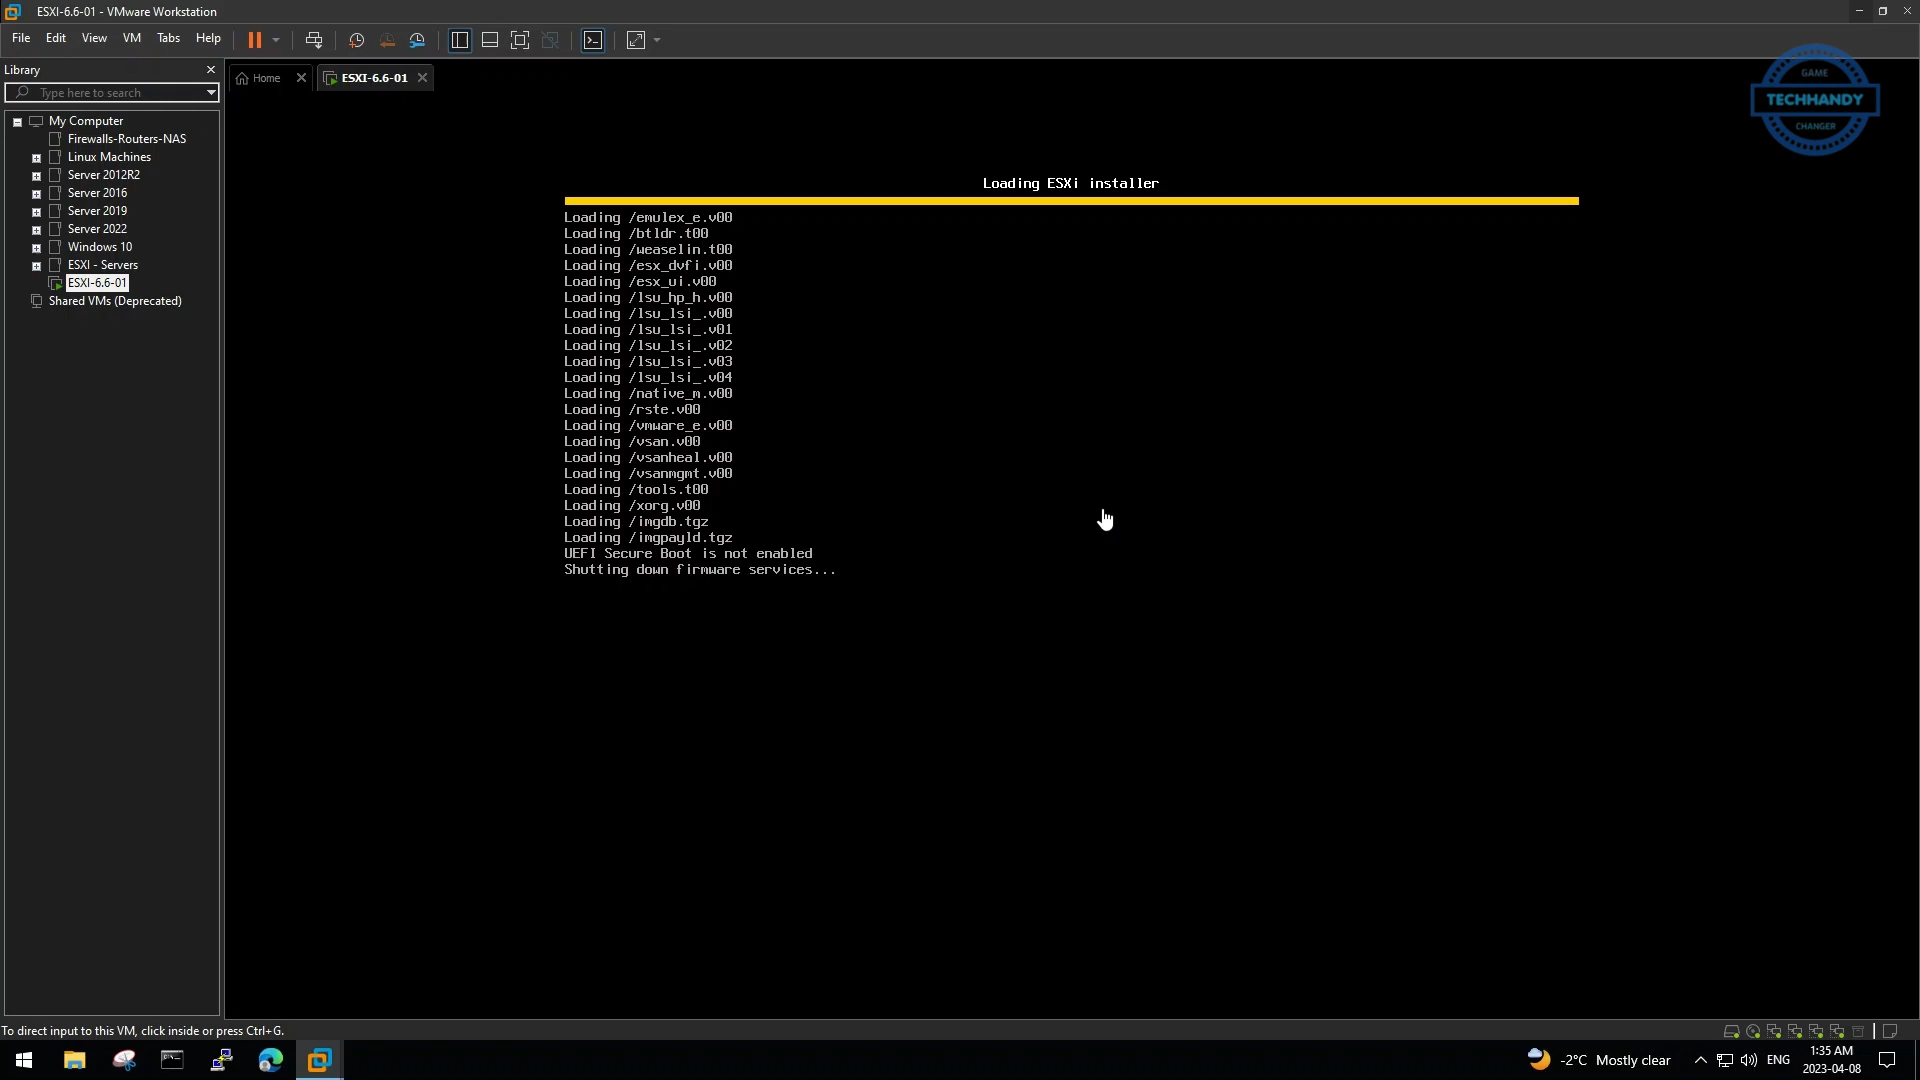 ESXI-6.6-01 - VMware Workstation
File Edit View VM Tabs Help
Library
Type here to search
My Computer
Firewalls-Routers-NAS
Linux Machines
Server 2012R2
Server 2016
Server 2019
Server 2022
Windows 10
ESXI - Servers
ESXI-6.6-01
Shared VMs (Deprecated)
Home
ESXI-6.6-01
GAME
TECHHANDY
CHANGER
Loading ESXi installer
Loading /emulex_e.v00
Loading /btldr.t00
Loading /weaselin.t00
Loading /esx_dvfi.v00
Loading /esx_ui.v00
Loading /lsu_hp_h.v00
Loading /lsu_lsi_.v00
Loading /lsu_lsi_.v01
Loading /lsu_lsi_.v02
Loading /lsu_lsi_.v03
Loading /lsu_lsi_.v04
Loading /native_m.v00
Loading /rste.v00
Loading /vmware_e.v00
Loading /vsan.v00
Loading /vsanheal.v00
Loading /vsanmgmt.v00
Loading /tools.t00
Loading /xorg.v00
Loading /imgdb.tgz
Loading /imgpayld.tgz
UEFI Secure Boot is not enabled
Shutting down firmware services...
To direct input to this VM, click inside or press Ctrl+G.
-2°C Mostly clear
ENG
1:35 AM
2023-04-08